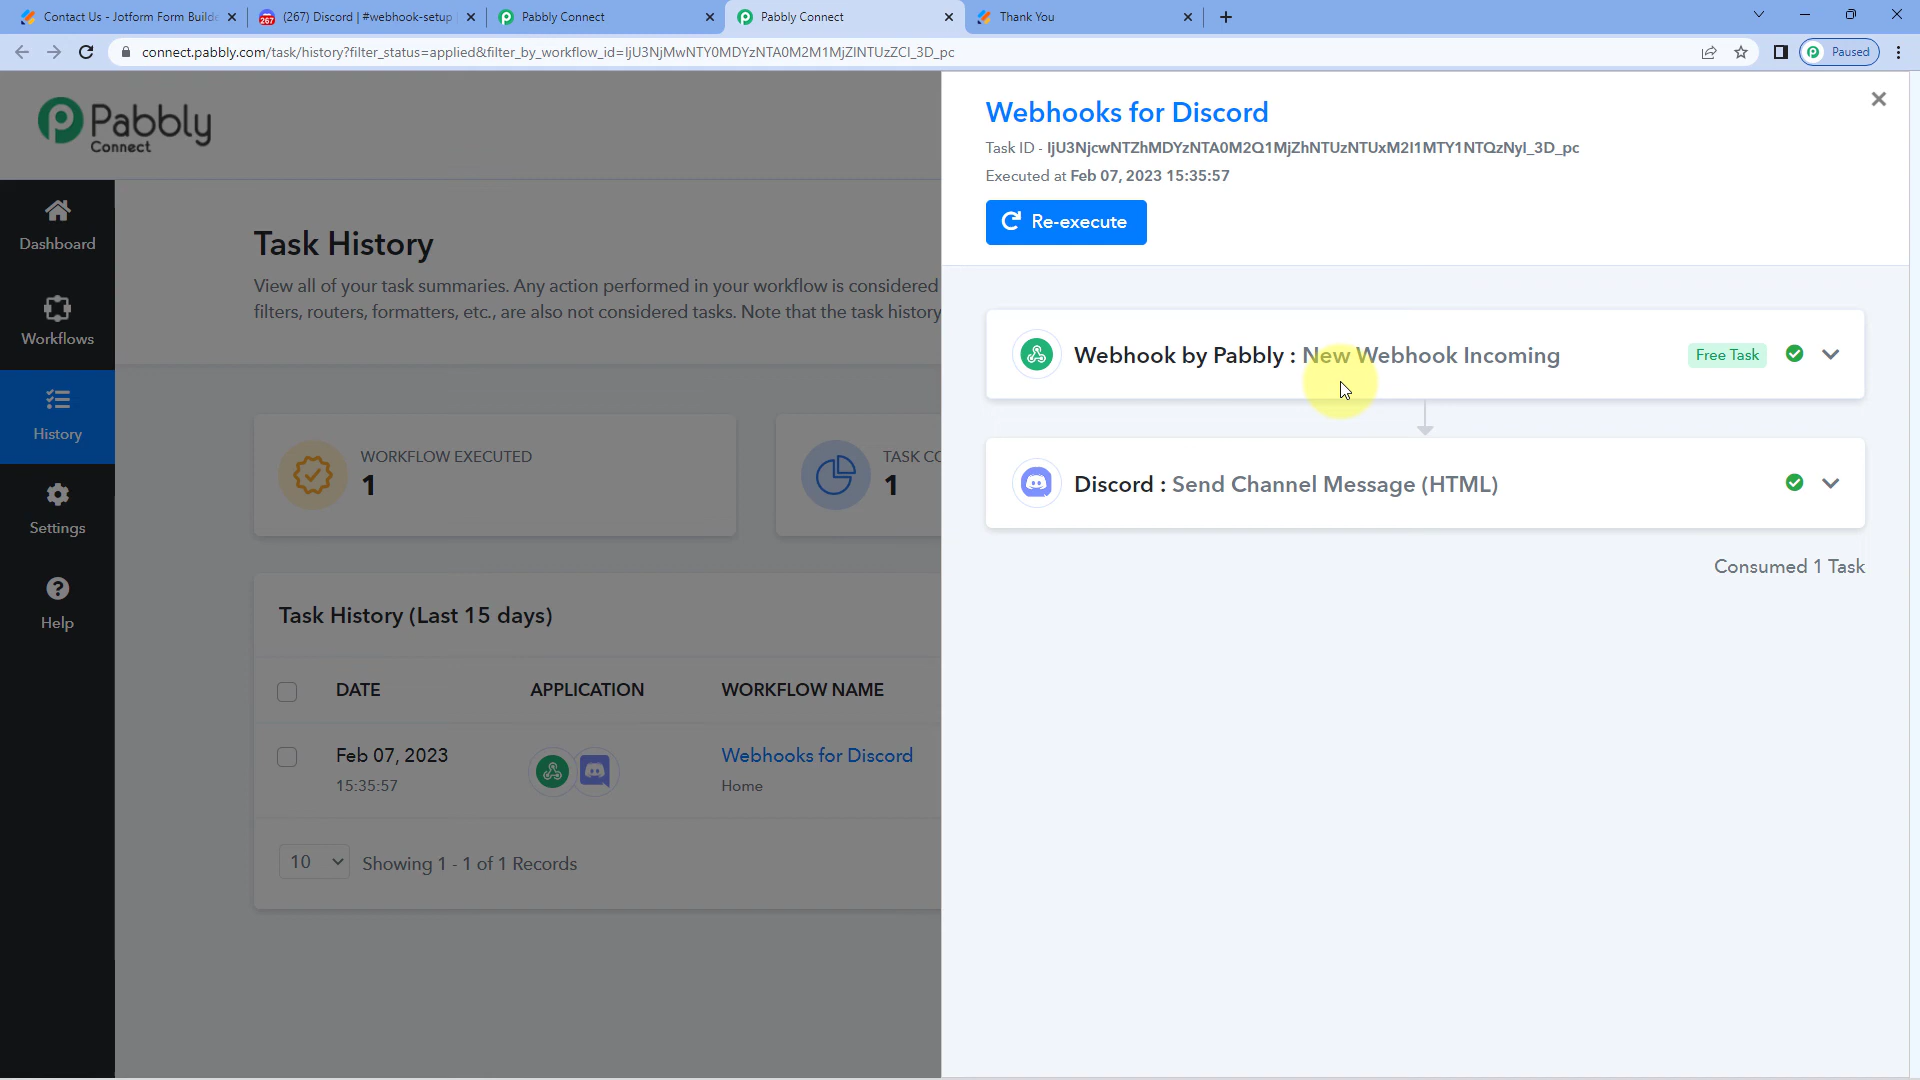 Contact Us - Jotform Form Builde
(267) Discord | #webhook-setup
Pabbly Connect
Pabbly Connect
Thank You
connect.pabbly.com/task/history?filter_status=applied&filter_by_workflow_id=IjU3NjMwNTY0MDYzNTA0M2M1MjZlNTUzZCI_3D_pc
Paused
Pabbly
Connect
Dashboard
Workflows
History
Settings
Help
Task History
View all of your task summaries. Any action performed in your workflow is considered
filters, routers, formatters, etc., are also not considered tasks. Note that the task history
WORKFLOW EXECUTED
1
TASK CO
1
Task History (Last 15 days)
DATE APPLICATION WORKFLOW NAME
Feb 07, 2023
15:35:57
Webhooks for Discord
Home
10
Showing 1 - 1 of 1 Records
Webhooks for Discord
Task ID - IjU3NjcwNTZhMDYzNTA0M2Q1MjZhNTUzNTUxM2I1MTY1NTQzNyI_3D_pc
Executed at Feb 07, 2023 15:35:57
Re-execute
Webhook by Pabbly : New Webhook Incoming
Free Task
Discord : Send Channel Message (HTML)
Consumed 1 Task